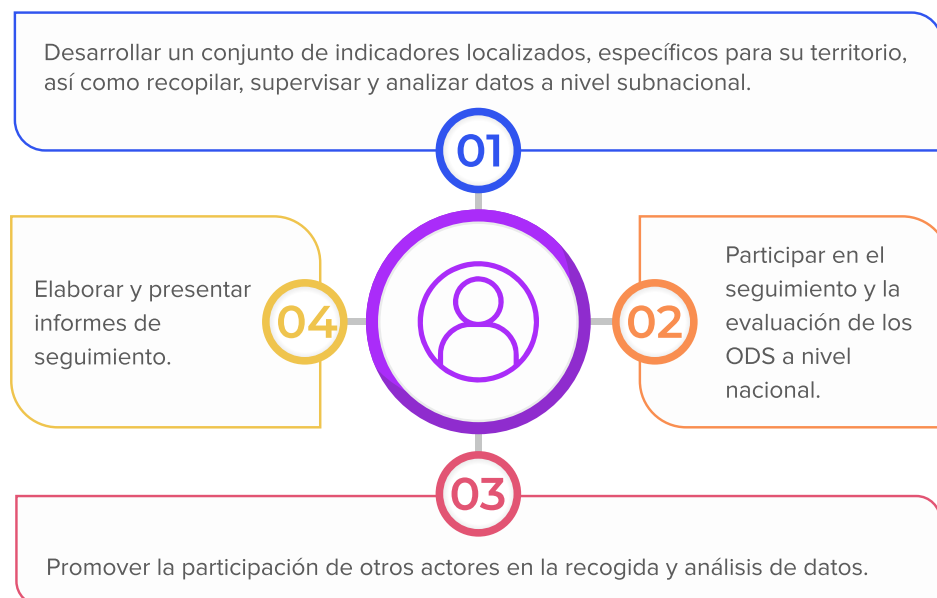 Desarrollar un conjunto de indicadores localizados, específicos para su territorio,
así como recopilar, supervisar y analizar datos a nivel subnacional.
01
Participar en el
seguimiento y la
evaluación de los
ODS a nivel
nacional.
02
Promover la participación de otros actores en la recogida y análisis de datos.
03
Elaborar y presentar
informes de
seguimiento.
04